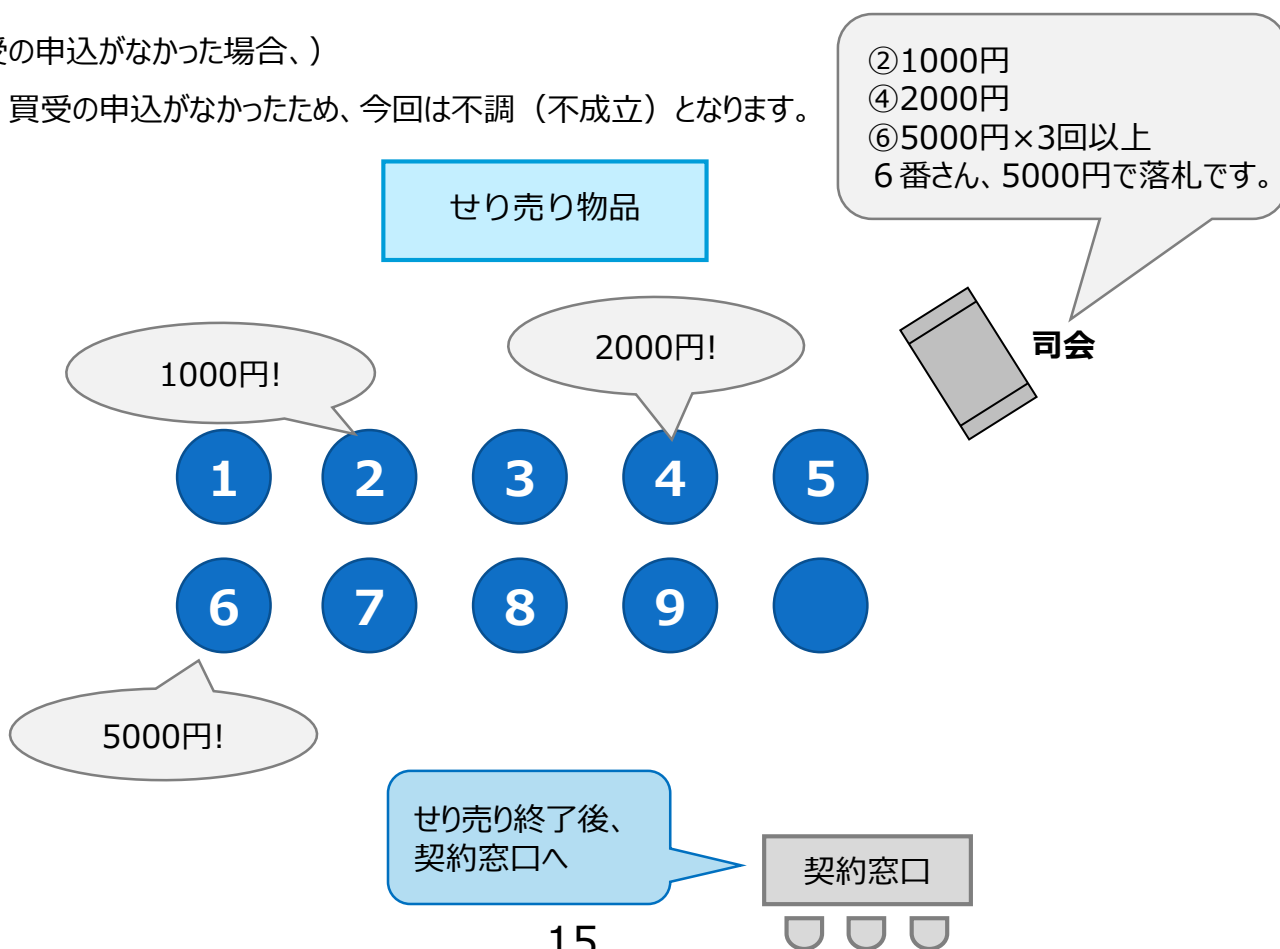 の申込がなかった場合、）
買受の申込がなかったため、今回は不調（不成立）となります。
②1000円
④2000円
⑥5000円×3回以上
６番さん、5000円で落札です。
せり売り物品
司会
1000円!
2000円!
1
2
3
4
5
6
7
8
9
5000円!
せり売り終了後、
契約窓口へ
契約窓口
15